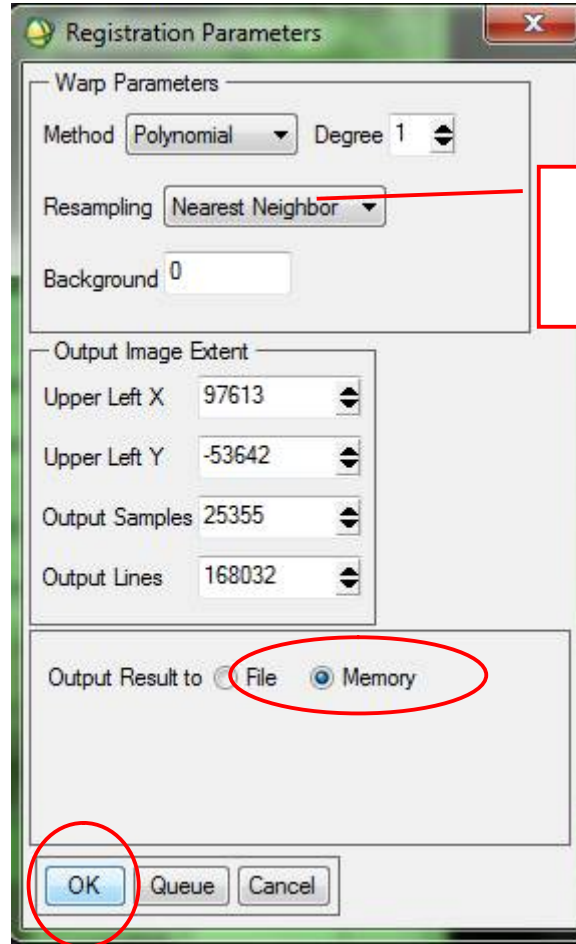 Registration Parameters
Warp Parameters
Method Polynomial Degree 1
Resampling Nearest Neighbor
Background 0
Output Image Extent
Upper Left X 97613
Upper Left Y -53642
Output Samples 25355
Output Lines 168032
Output Result to File Memory
OK Queue Cancel